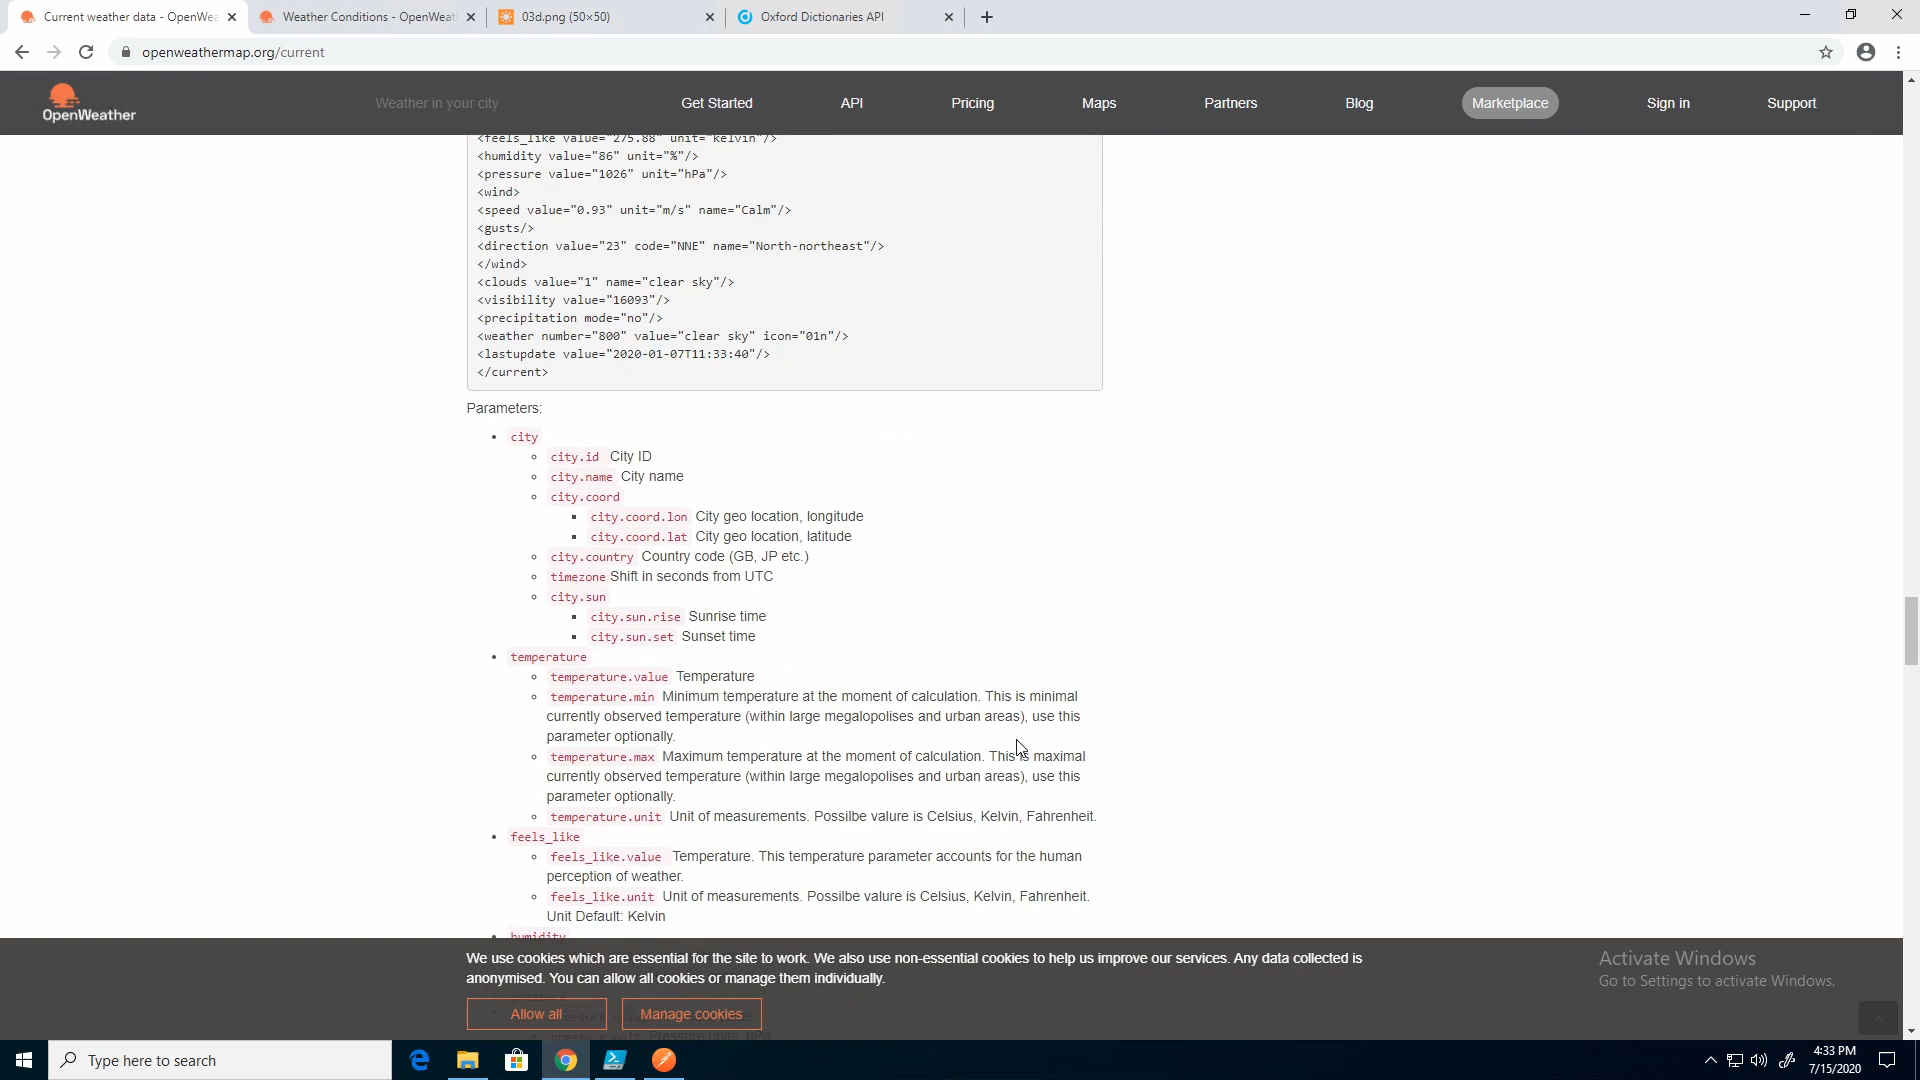 Current weather data - OpenWea
Weather Conditions - OpenWeat
03d.png (50×50)
Oxford Dictionaries API
openweathermap.org/current
OpenWeather
Weather in your city
Get Started
API
Pricing
Maps
Partners
Blog
Marketplace
Sign in
Support
<feels_like value="275.88" unit="kelvin"/>
<humidity value="86" unit="%"/>
<pressure value="1026" unit="hPa"/>
<wind>
<speed value="0.93" unit="m/s" name="Calm"/>
<gusts/>
<direction value="23" code="NNE" name="North-northeast"/>
</wind>
<clouds value="1" name="clear sky"/>
<visibility value="16093"/>
<precipitation mode="no"/>
<weather number="800" value="clear sky" icon="01n"/>
<lastupdate value="2020-01-07T11:33:40"/>
</current>
Parameters:
city
city.id City ID
city.name City name
city.coord
city.coord.lon City geo location, longitude
city.coord.lat City geo location, latitude
city.country Country code (GB, JP etc.)
timezone Shift in seconds from UTC
city.sun
city.sun.rise Sunrise time
city.sun.set Sunset time
temperature
temperature.value Temperature
temperature.min Minimum temperature at the moment of calculation. This is minimal
currently observed temperature (within large megalopolises and urban areas), use this
parameter optionally.
temperature.max Maximum temperature at the moment of calculation. This is maximal
currently observed temperature (within large megalopolises and urban areas), use this
parameter optionally.
temperature.unit Unit of measurements. Possilbe valure is Celsius, Kelvin, Fahrenheit.
feels_like
feels_like.value Temperature. This temperature parameter accounts for the human
perception of weather.
feels_like.unit Unit of measurements. Possilbe valure is Celsius, Kelvin, Fahrenheit.
Unit Default: Kelvin
humidity
We use cookies which are essential for the site to work. We also use non-essential cookies to help us improve our services. Any data collected is
anonymised. You can allow all cookies or manage them individually.
Allow all
Manage cookies
pressure.unit Pressure units, hPa
Activate Windows
Go to Settings to activate Windows.
Type here to search
4:33 PM
7/15/2020